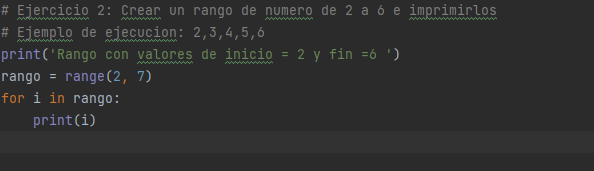 # Ejercicio 2: Crear un rango de numero de 2 a 6 e imprimirlos
# Ejemplo de ejecucion: 2,3,4,5,6
print('Rango con valores de inicio = 2 y fin =6 ')
rango = range(2, 7)
for i in rango:
    print(i)